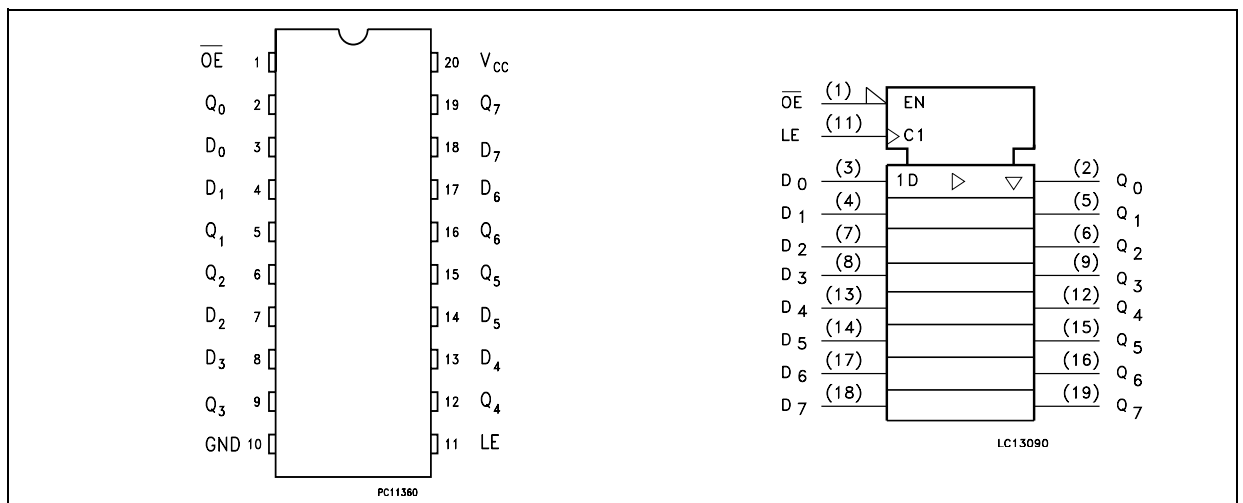 O̅E̅ 1 20 VCC
Q0 2 19 Q7
D0 3 18 D7
D1 4 17 D6
Q1 5 16 Q6
Q2 6 15 Q5
D2 7 14 D5
D3 8 13 D4
Q3 9 12 Q4
GND 10 11 LE
PC11360
O̅E̅ (1) EN
LE (11) C1
D0 (3) 1D (2) Q0
D1 (4) (5) Q1
D2 (7) (6) Q2
D3 (8) (9) Q3
D4 (13) (12) Q4
D5 (14) (15) Q5
D6 (17) (16) Q6
D7 (18) (19) Q7
LC13090